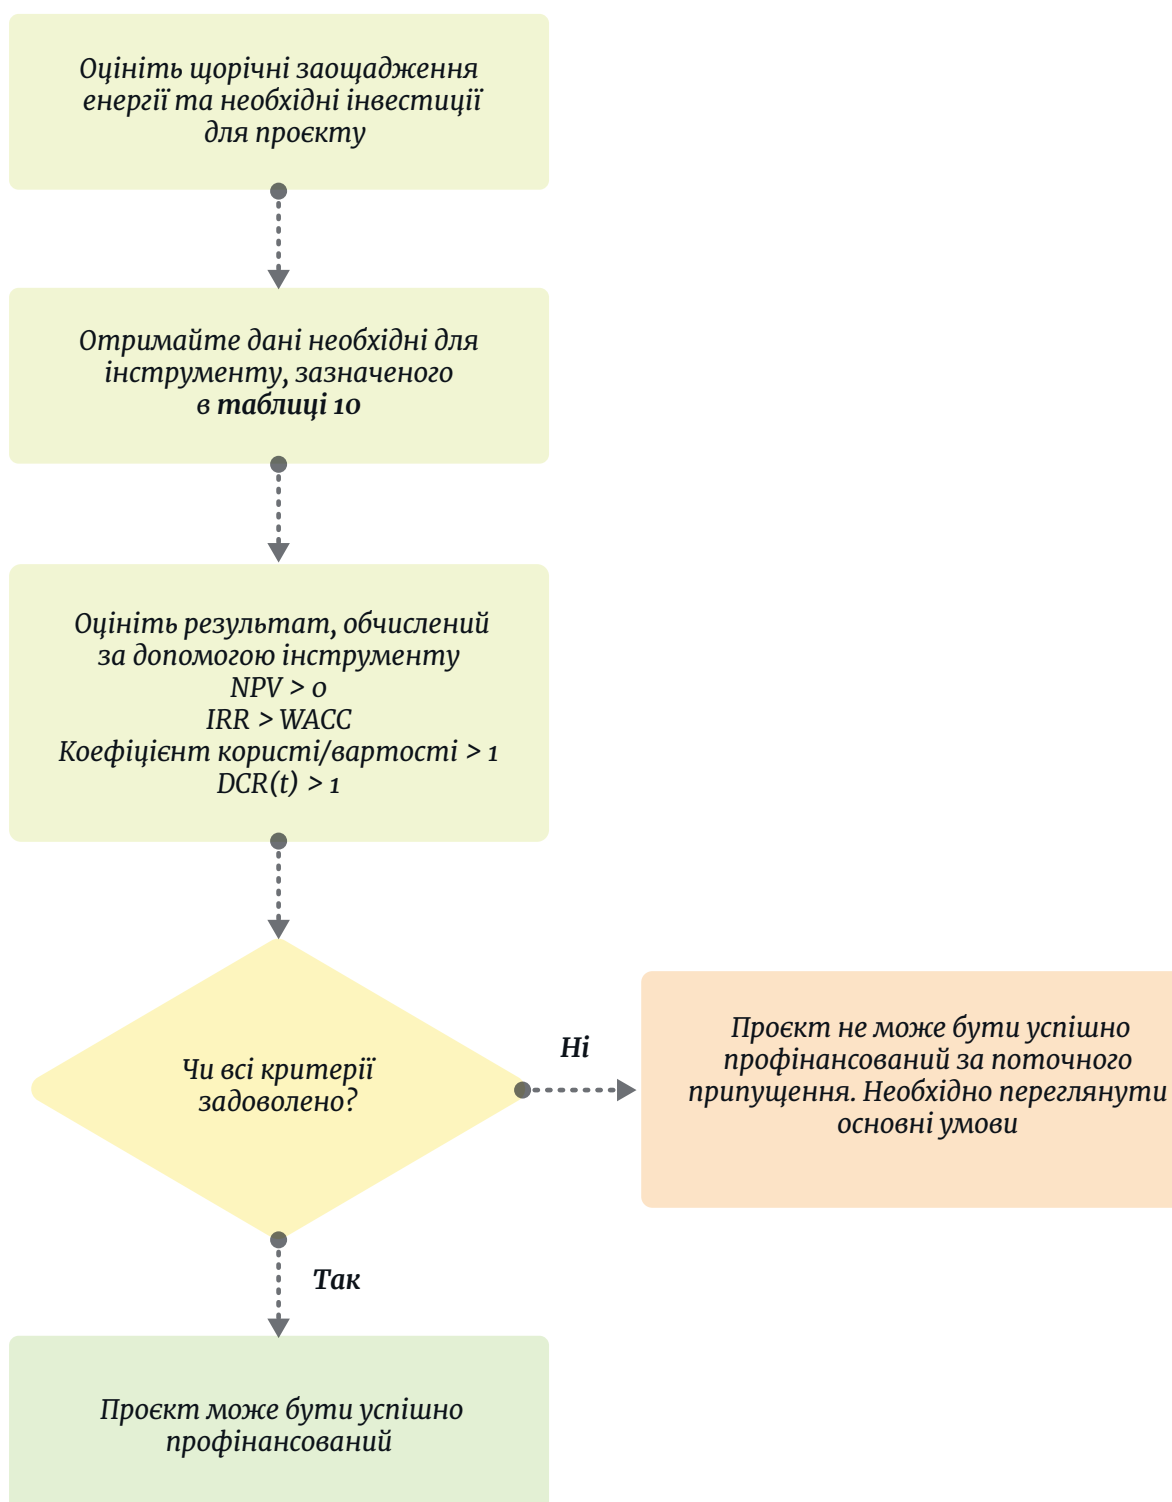 Оцініть щорічні заощадження
енергії та необхідні інвестиції
для проєкту
Отримайте дані необхідні для
інструменту, зазначеного
в таблиці 10
Оцініть результат, обчислений
за допомогою інструменту
NPV > 0
IRR > WACC
Коефіцієнт користі/вартості > 1
DCR(t) > 1
Чи всі критерії
задоволено?
Ні
Проєкт не може бути успішно
профінансований за поточного
припущення. Необхідно переглянути
основні умови
Так
Проєкт може бути успішно
профінансований